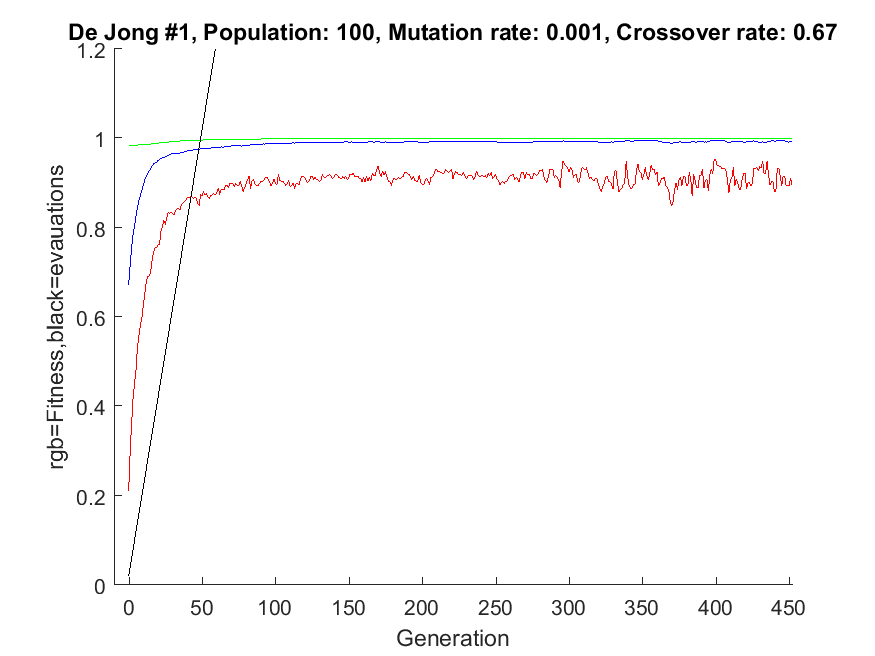 De Jong #1, Population: 100, Mutation rate: 0.001, Crossover rate: 0.67
1.2
1
0.8
0.6
0.4
0.2
0
rgb=Fitness,black=evauations
0 50 100 150 200 250 300 350 400 450
Generation